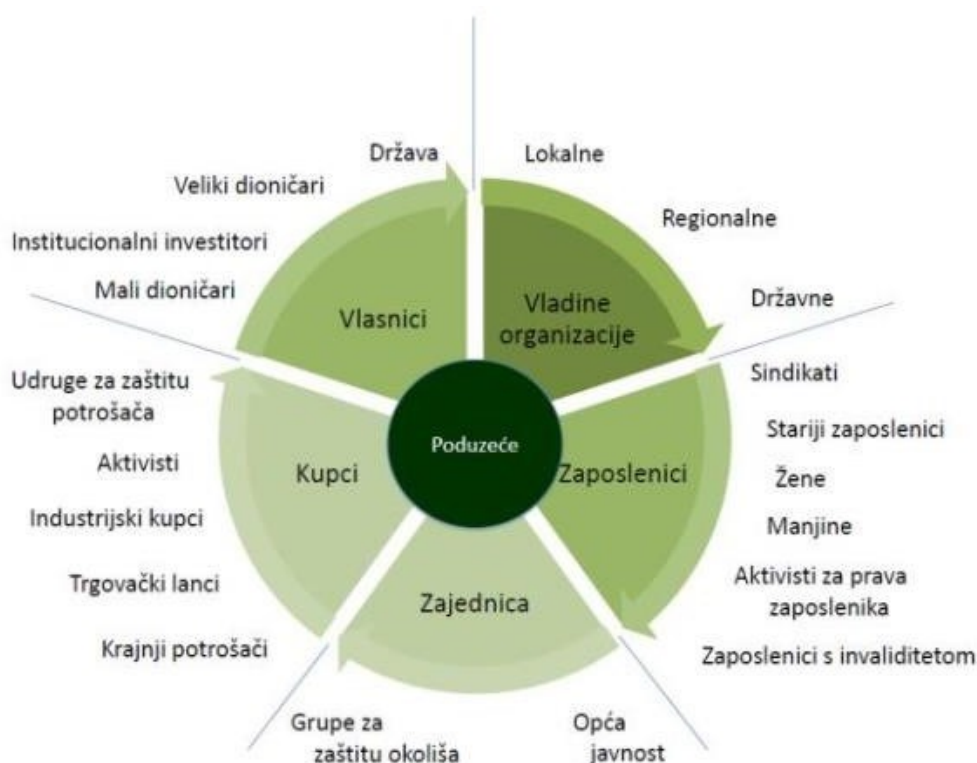 Država
Lokalne
Veliki dioničari
Regionalne
Institucionalni investitori
Mali dioničari
Državne
Vlasnici
Vladine
organizacije
Udruge za zaštitu
potrošača
Sindikati
Stariji zaposlenici
Aktivisti
Kupci
Poduzeće
Zaposlenici
Žene
Industrijski kupci
Manjine
Trgovački lanci
Zajednica
Aktivisti za prava
zaposlenika
Krajnji potrošači
Zaposlenici s invaliditetom
Grupe za
zaštitu okoliša
Opća
javnost